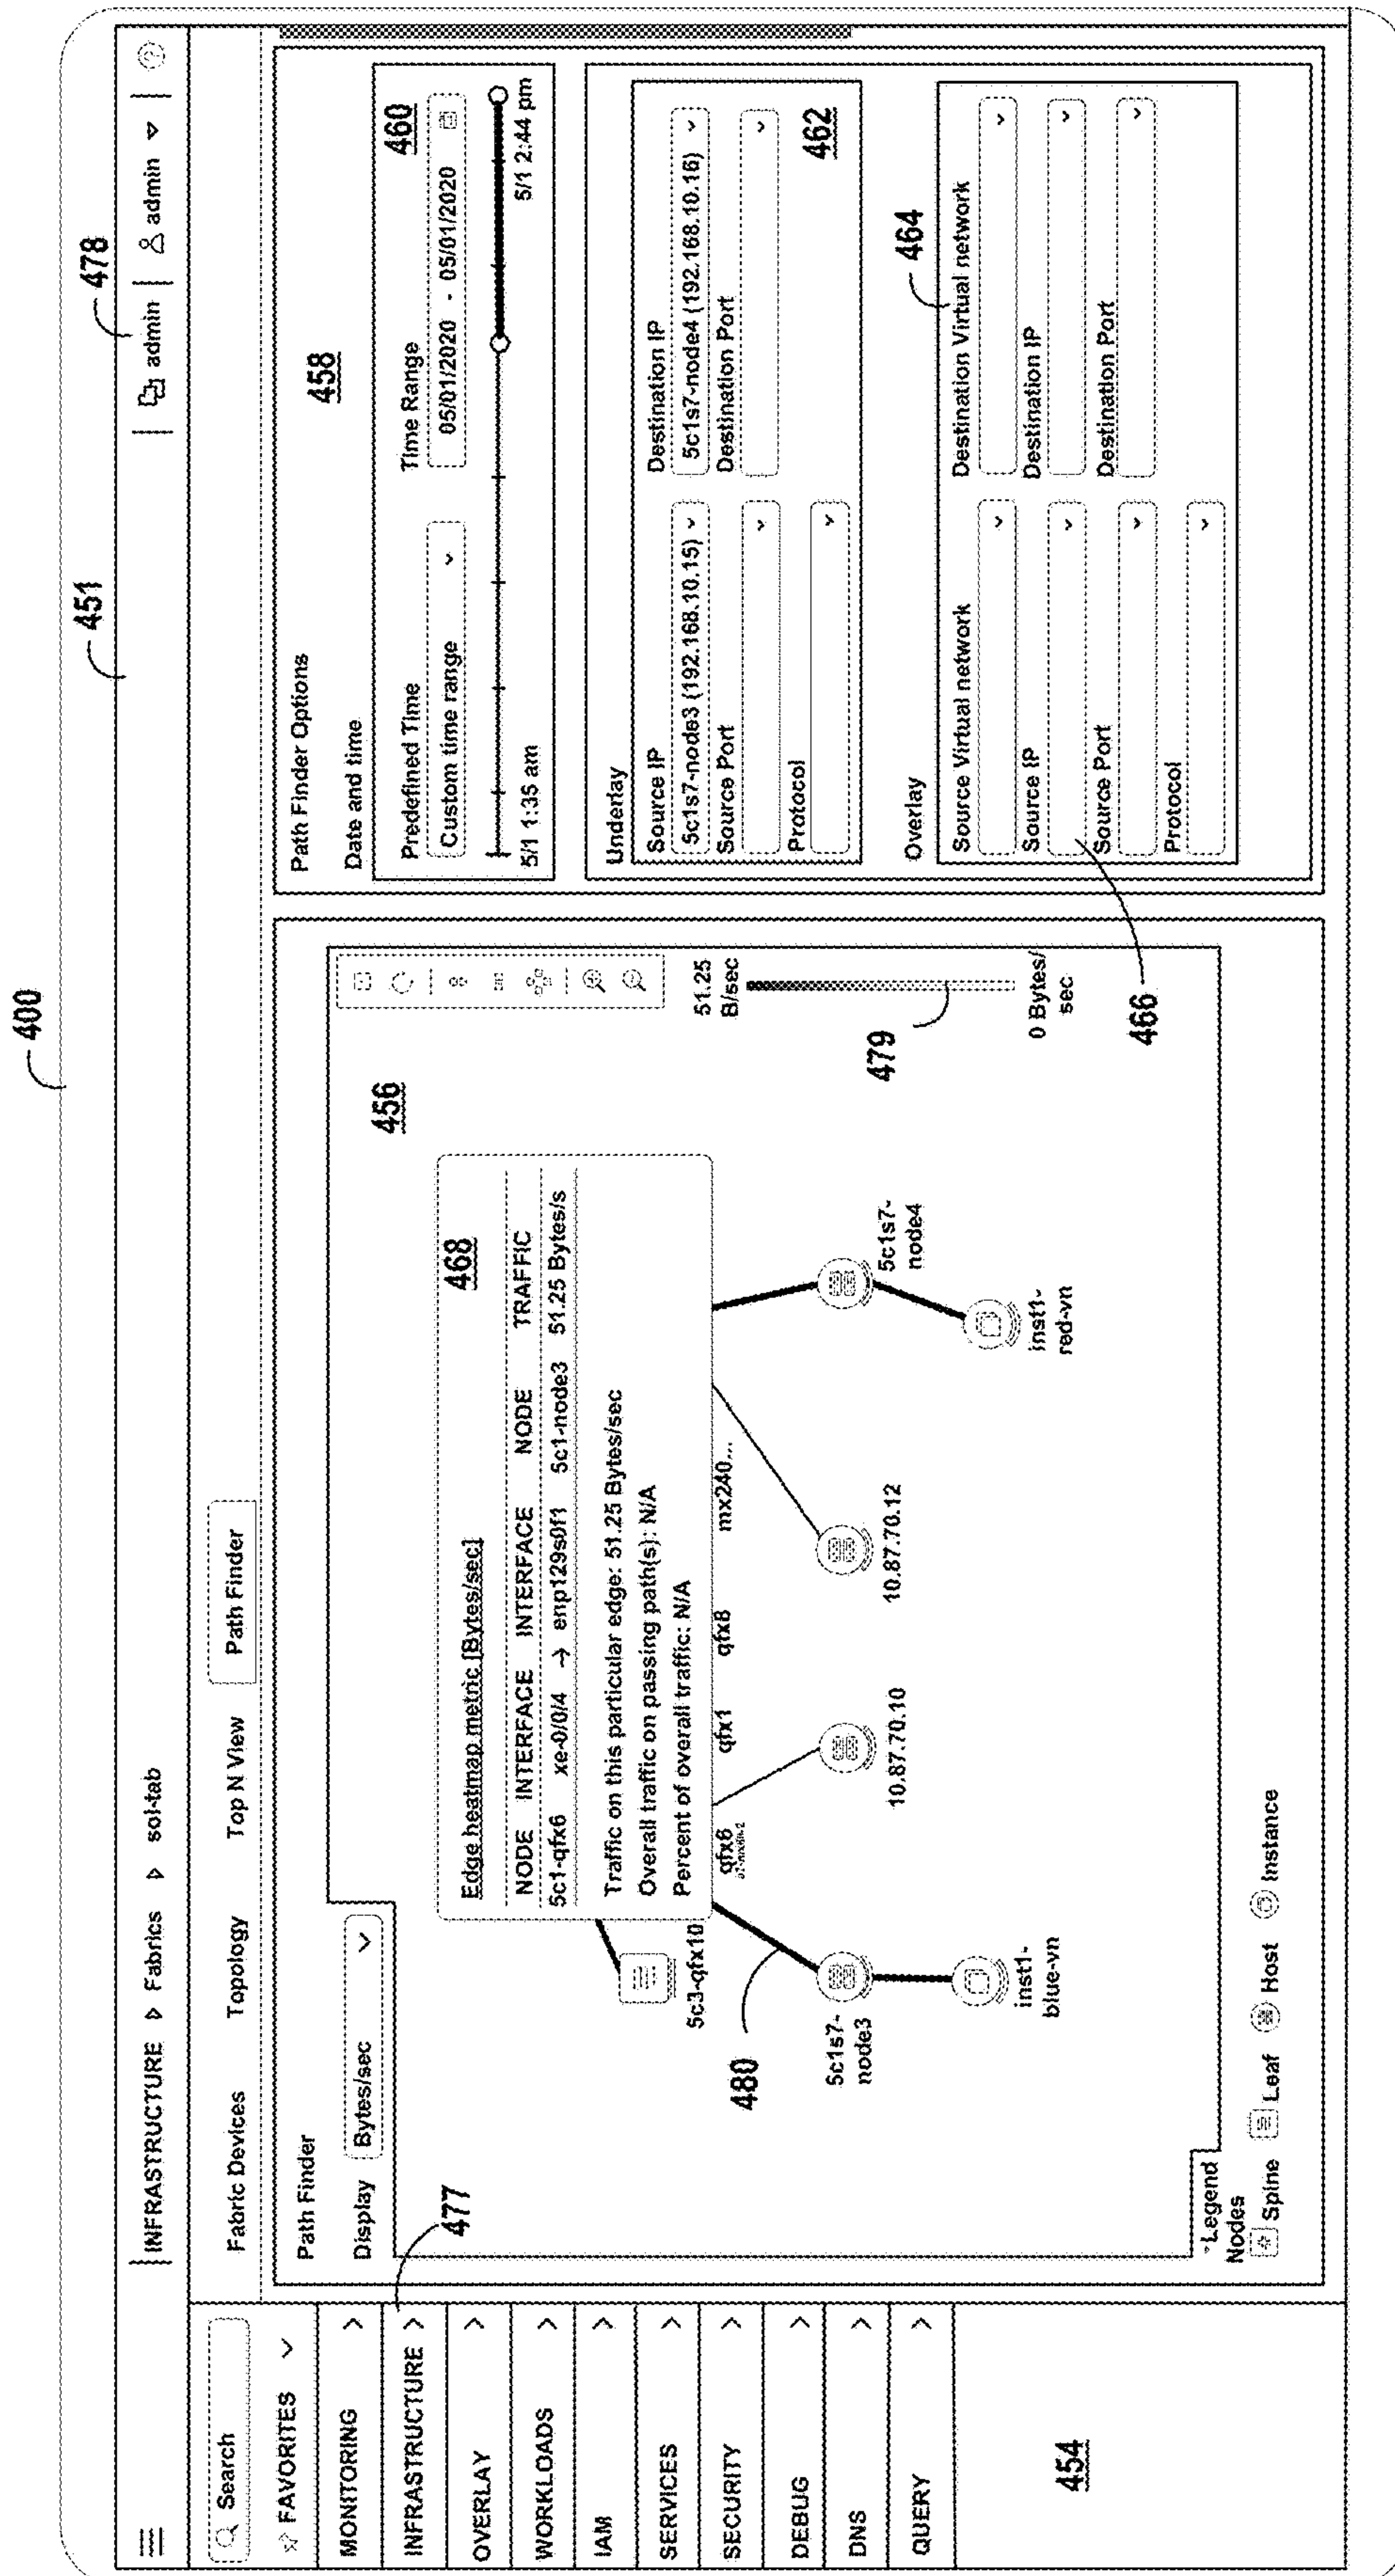 400
451
478
INFRASTRUCTURE Fabrics sol-tab
admin
admin
Search
FAVORITES
MONITORING
INFRASTRUCTURE
OVERLAY
WORKLOADS
IAM
SERVICES
SECURITY
DEBUG
DNS
QUERY
454
477
Fabric Devices
Topology
Top N View
Path Finder
Path Finder
Display
Bytes/sec
456
468
Edge heatmap metric [Bytes/sec]
NODE INTERFACE INTERFACE NODE TRAFFIC
5c1-qfx6 xe-0/0/4 → enp129s0f1 5c1-node3 51.25 Bytes/s
Traffic on this particular edge: 51.25 Bytes/sec
Overall traffic on passing path(s): N/A
Percent of overall traffic: N/A
5c3-qfx10
qfx6
qfx1
qfx8
mx240...
480
5c1s7-
node3
10.87.70.10
10.87.70.12
5c1s7-
node4
inst1-
blue-vn
inst1-
red-vn
51.25
B/sec
479
0 Bytes/
sec
Legend
Nodes
Spine Leaf Host Instance
Path Finder Options
458
Date and time
Predefined Time
Time Range
460
Custom time range
05/01/2020 - 05/01/2020
5/1 1:35 am
5/1 2:44 pm
Underlay
Source IP
Destination IP
5c1s7-node3 (192.168.10.15)
5c1s7-node4 (192.168.10.16)
Source Port
Destination Port
Protocol
462
Overlay
464
Source Virtual network
Destination Virtual network
Source IP
Destination IP
Source Port
Destination Port
Protocol
466